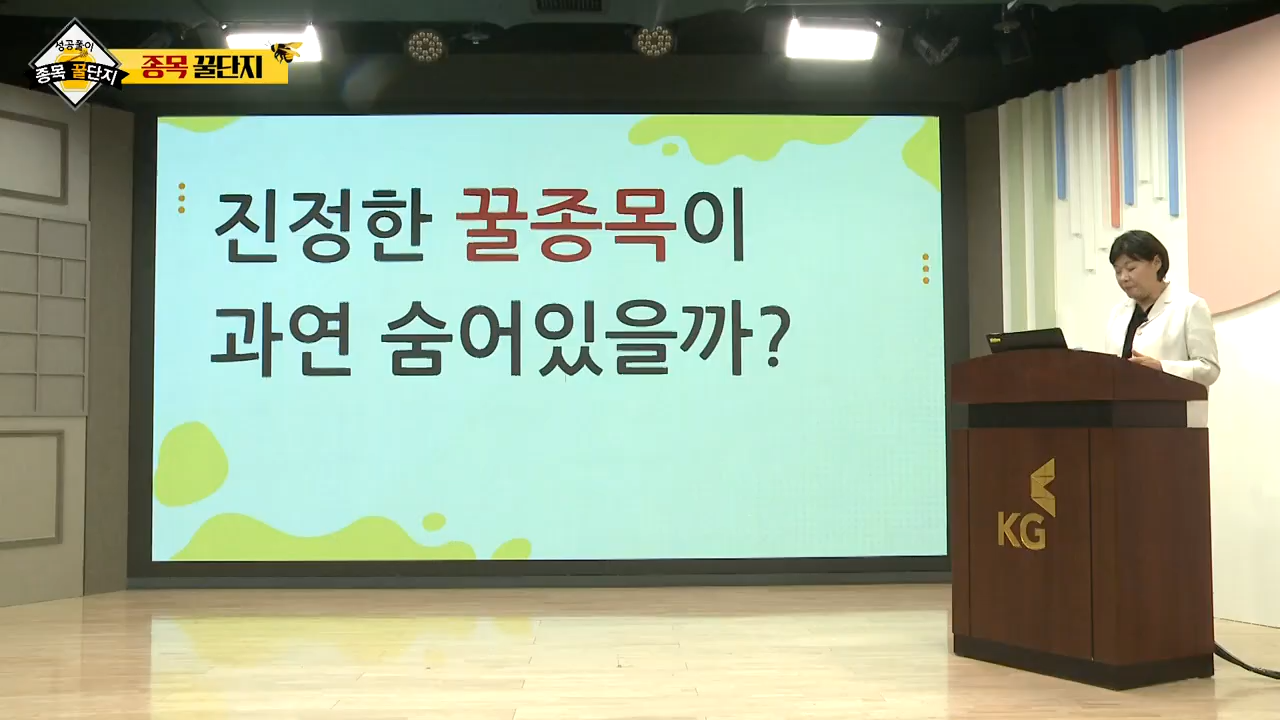 성공풀이
종목 꿀단지
종목 꿀단지
진정한 꿀종목이
과연 숨어있을까?
KG